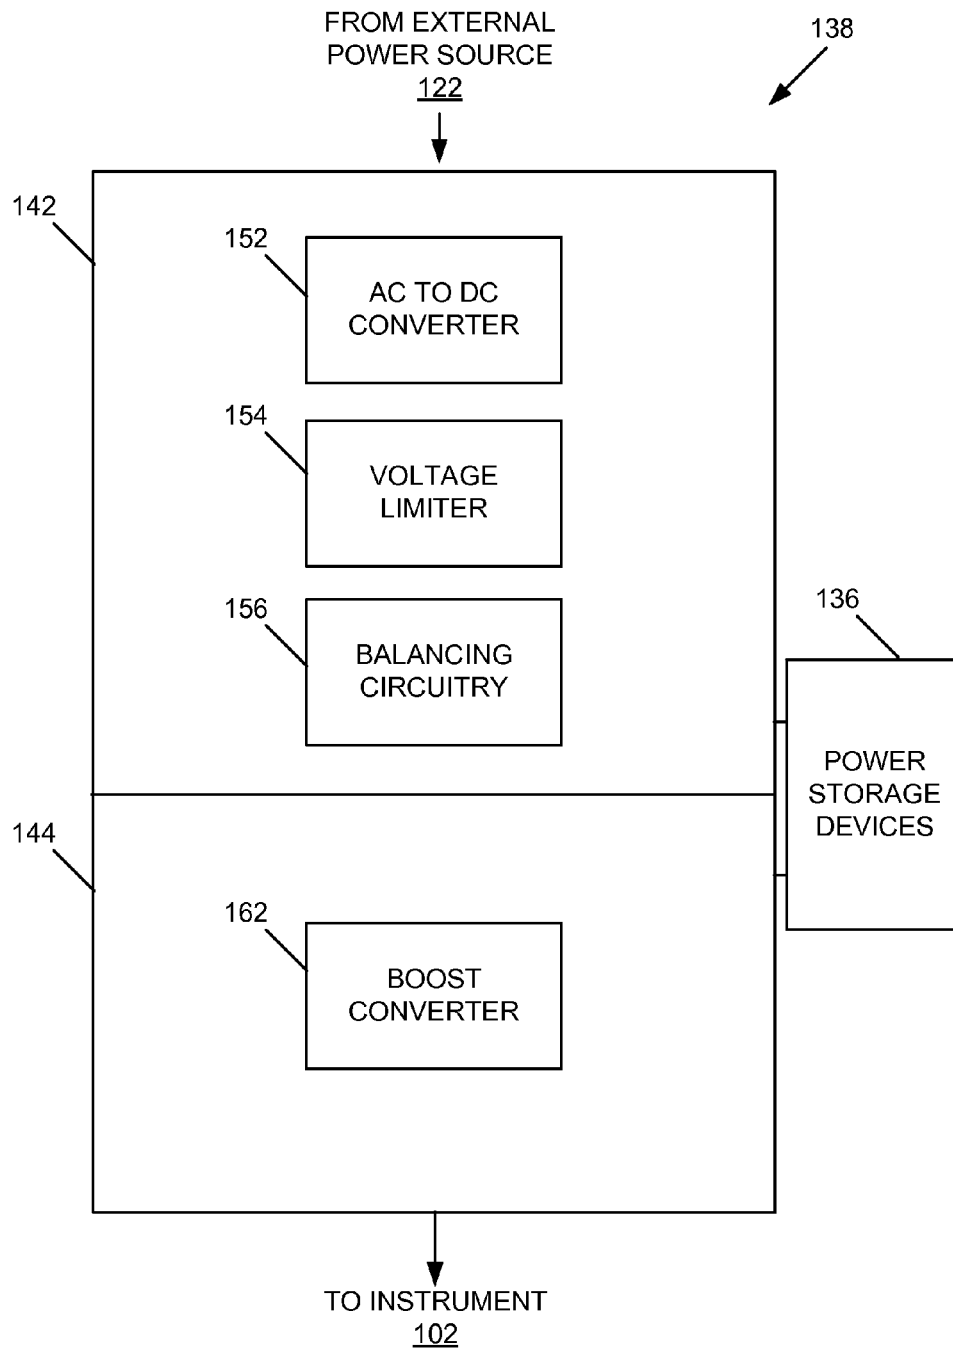 FROM EXTERNAL
POWER SOURCE
122
138
142
152
AC TO DC
CONVERTER
154
VOLTAGE
LIMITER
156
BALANCING
CIRCUITRY
136
POWER
STORAGE
DEVICES
144
162
BOOST
CONVERTER
TO INSTRUMENT
102